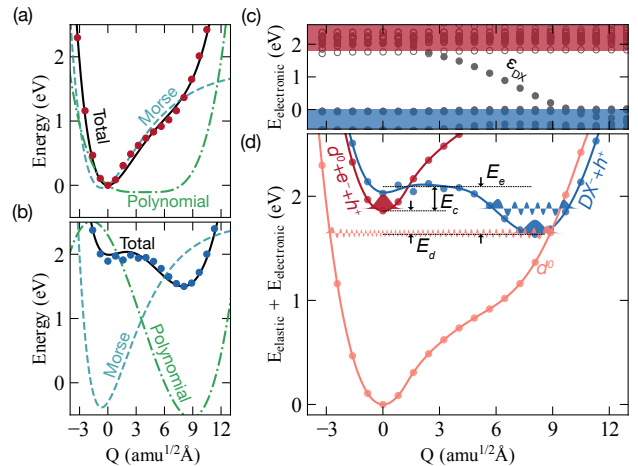 (a)
Energy (eV)
2
1
0
Total
Morse
Polynomial
(b)
Energy (eV)
2
1
0
Total
Morse
Polynomial
-3 0 3 6 9 12
Q (amu1/2Å)
(c)
Eelectronic (eV)
2
0
εDX
(d)
Eelastic + Eelectronic (eV)
2
1
0
d0+e-+h+
DX-+h+
Ee
Ec
Ed
d0
-3 0 3 6 9 12
Q (amu1/2Å)